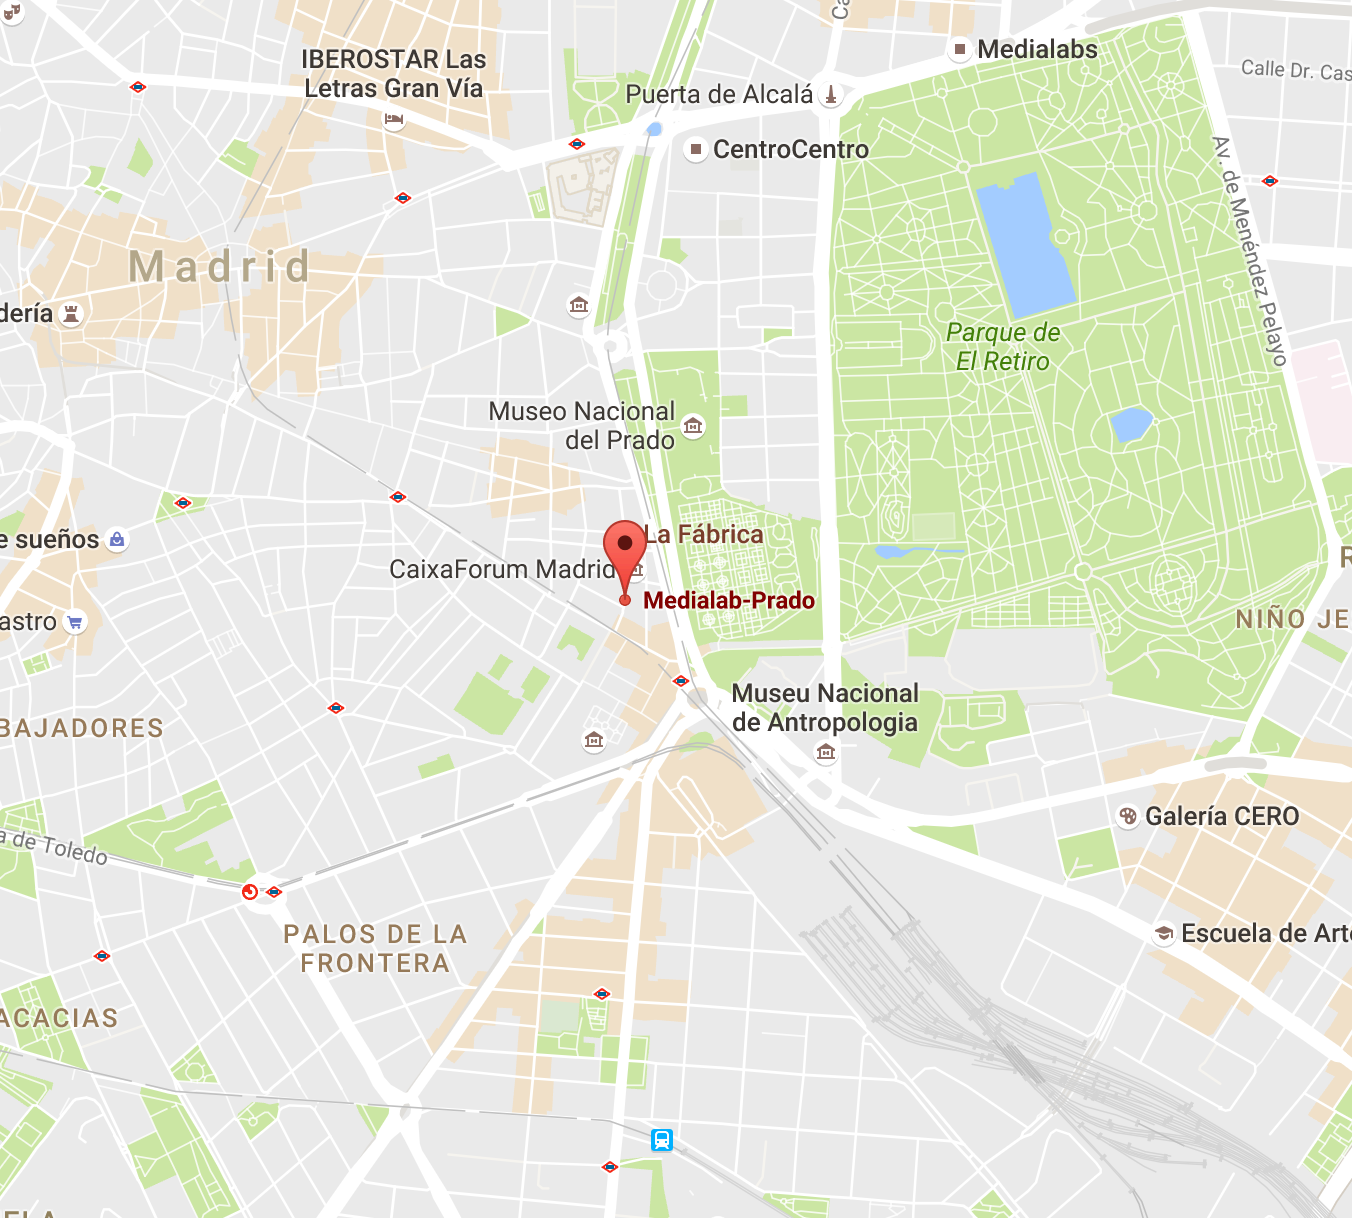 IBEROSTAR Las
Letras Gran Vía
Medialabs
Calle Dr. Cas
Puerta de Alcalá
CentroCentro
Av. de Menéndez Pelayo
Madrid
dería
Parque de
El Retiro
Museo Nacional
del Prado
e sueños
La Fábrica
CaixaForum Madrid
Medialab-Prado
astro
NIÑO JE
Museu Nacional
de Antropologia
BAJADORES
Galería CERO
a de Toledo
PALOS DE LA
FRONTERA
Escuela de Arte
ACACIAS